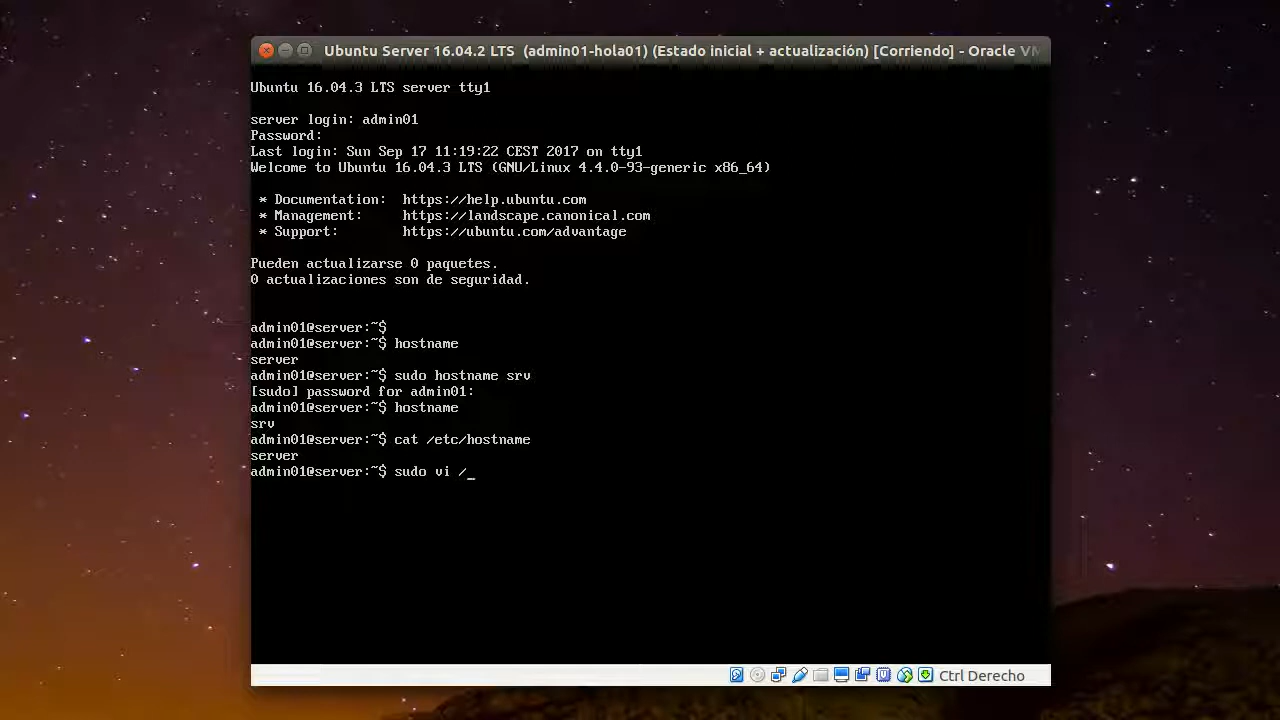 Ubuntu Server 16.04.2 LTS (admin01-hola01) (Estado inicial + actualización) [Corriendo] - Oracle VM
Ubuntu 16.04.3 LTS server tty1
server login: admin01
Password:
Last login: Sun Sep 17 11:19:22 CEST 2017 on tty1
Welcome to Ubuntu 16.04.3 LTS (GNU/Linux 4.4.0-93-generic x86_64)
* Documentation: https://help.ubuntu.com
* Management: https://landscape.canonical.com
* Support: https://ubuntu.com/advantage
Pueden actualizarse 0 paquetes.
0 actualizaciones son de seguridad.
admin01@server:~$
admin01@server:~$ hostname
server
admin01@server:~$ sudo hostname srv
[sudo] password for admin01:
admin01@server:~$ hostname
srv
admin01@server:~$ cat /etc/hostname
server
admin01@server:~$ sudo vi /_
Ctrl Derecho